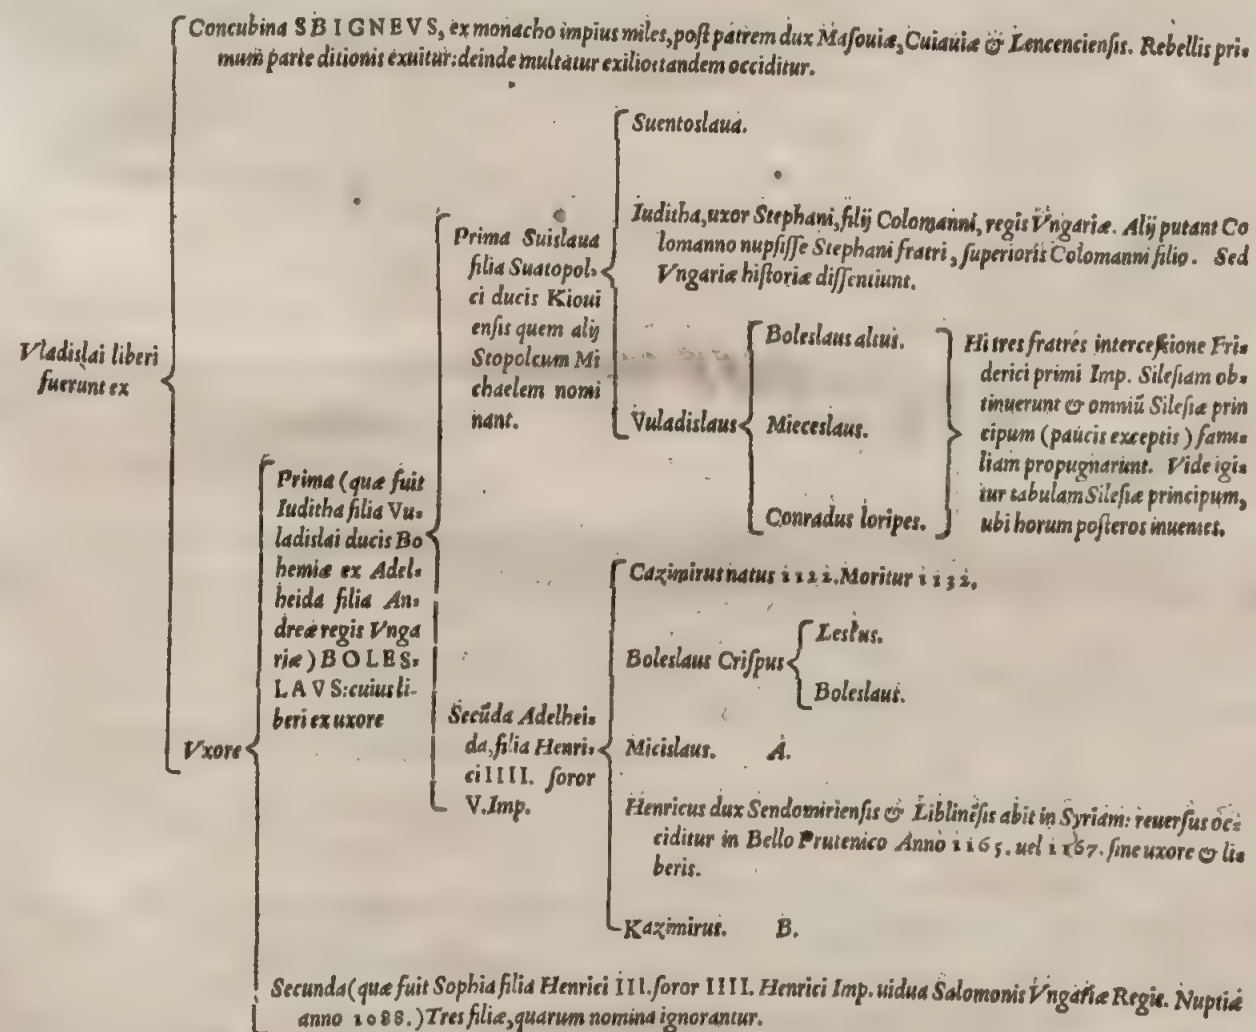 Concubina SBIGNEVS, ex monacho impius miles, post patrem dux Masouiæ, Cuiauiæ & Lencenciensis. Rebellis pri-
mum parte ditionis exuitur: deinde multatur exilio: tandem occiditur.
Vladislai liberi
fuerunt ex
Vxore
Prima (quæ fuit
Iuditha filia Vu-
ladislai ducis Bo
hemiæ ex Adel-
heida filia An-
dreæ regis Vnga
riæ) BOLES-
LAVS: cuius li-
beri ex uxore
Prima Suislaua
filia Suatopol-
ci ducis Kioui
ensis quem alij
Stopolcum Mi
chaelem nomi
nant.
Suentoslaua.
Iuditha, uxor Stephani, filij Colomanni, regis Vngariæ. Alij putant Co
lomanno nupsisse Stephani fratri, superioris Colomanni filio. Sed
Vngariæ historiæ dissentiunt.
Vuladislaus
Boleslaus altus.
Mieceslaus.
Conradus loripes.
Hi tres fratres intercessione Fri-
derici primi Imp. Silesiam ob-
tinuerunt & omniū Silesiæ prin
cipum (paucis exceptis) fami-
liam propugnarunt. Vide igi-
tur tabulam Silesiæ principum,
ubi horum posteros inuenies.
Secūda Adelhei-
da, filia Henri-
ci IIII. soror
V. Imp.
Cazimirus natus 1122. Moritur 1132.
Boleslaus Crispus
Leskus.
Boleslaus.
Micislaus. A.
Henricus dux Sendomiriensis & Liblinēsis abit in Syriam: reuersus oc-
ciditur in Bello Prutenico Anno 1165. uel 1167. sine uxore & li-
beris.
Kazimirus. B.
Secunda (quæ fuit Sophia filia Henrici III. soror IIII. Henrici Imp. uidua Salomonis Vngariæ Regis. Nuptiæ
anno 1088.) Tres filiæ, quarum nomina ignorantur.